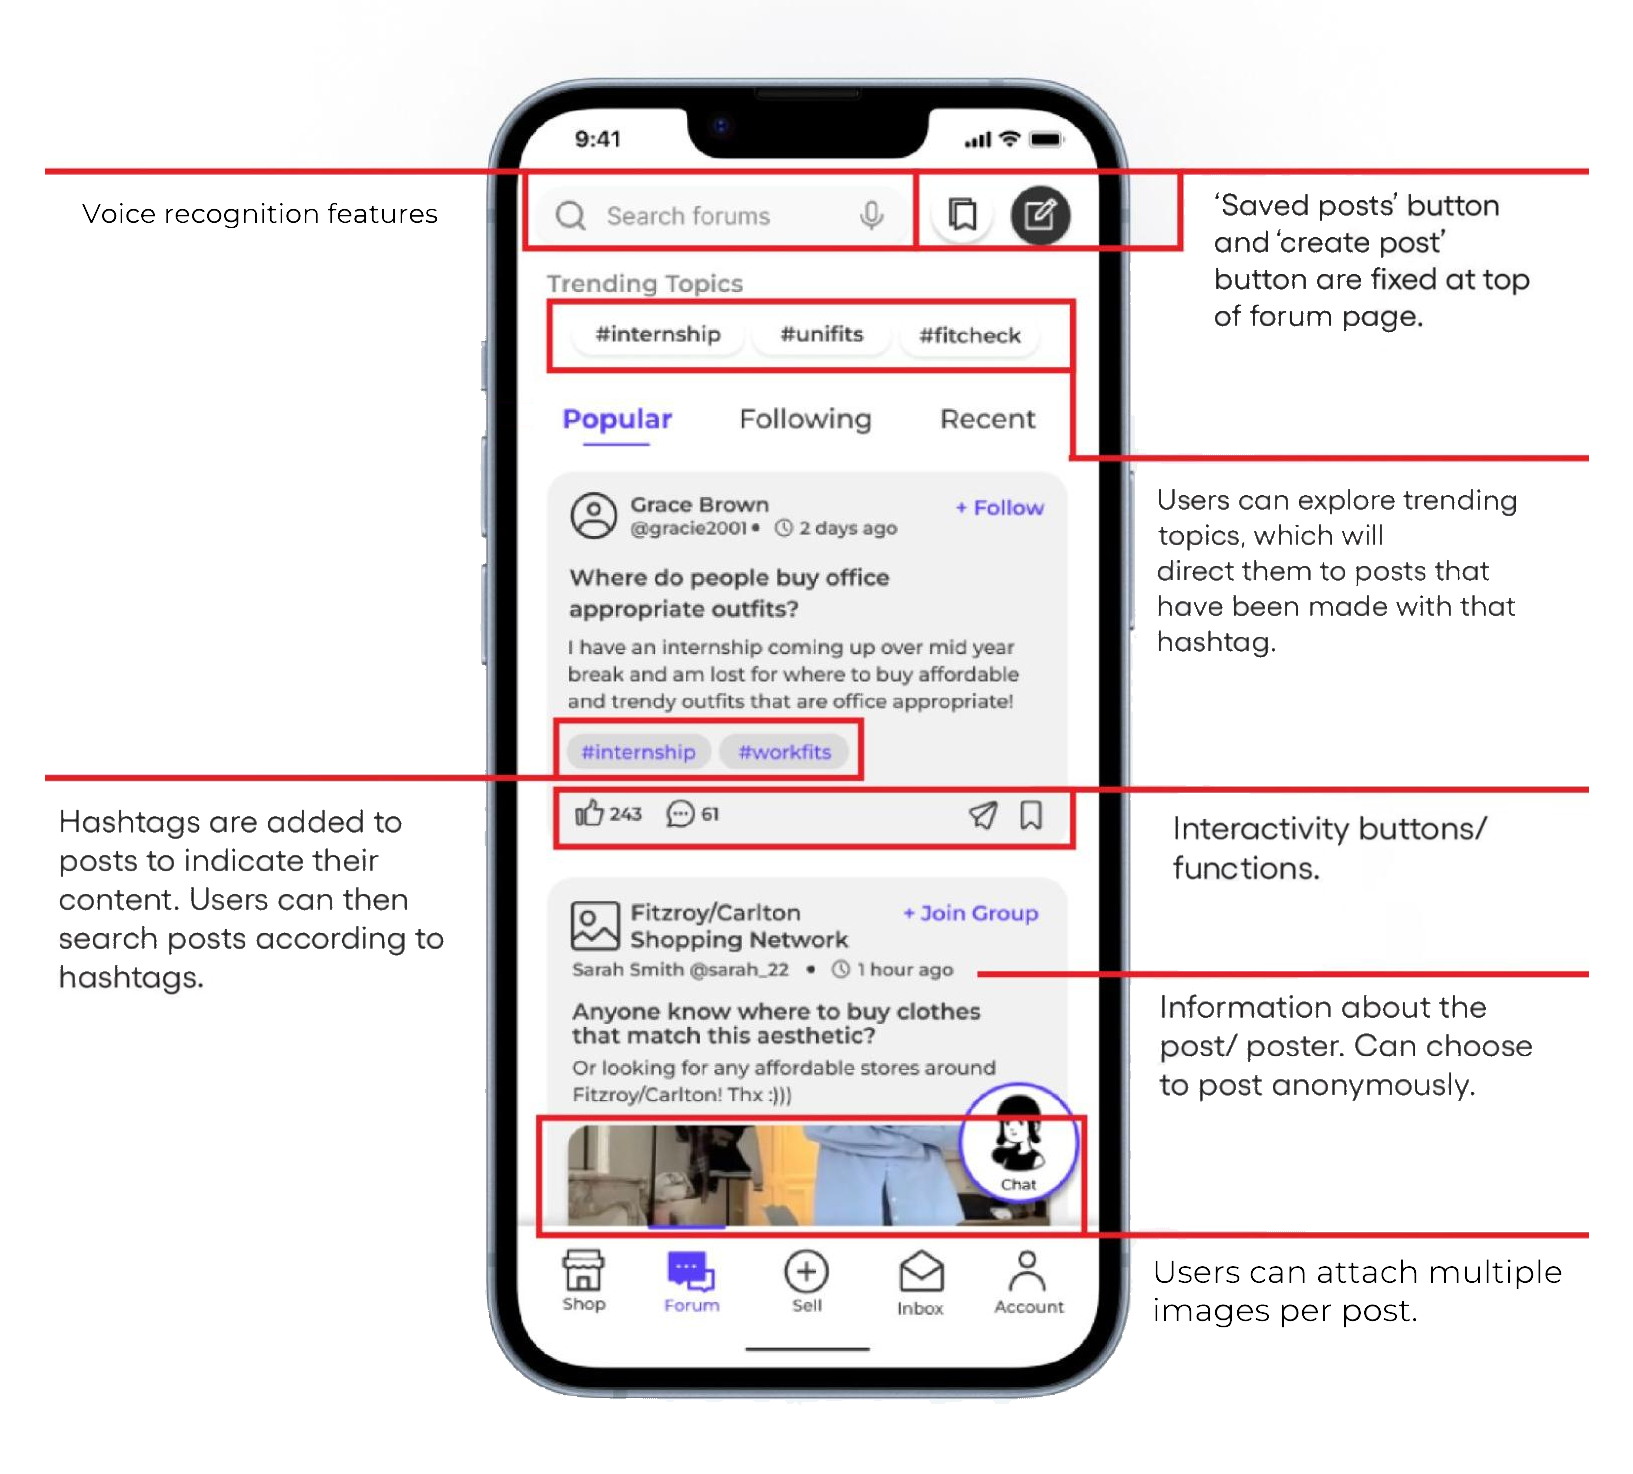 9:41
Voice recognition features
Search forums
'Saved posts' button
and 'create post'
button are fixed at top
of forum page.
Trending Topics
#internship
#unifits
#fitcheck
Popular
Following
Recent
Users can explore trending
topics, which will
direct them to posts that
have been made with that
hashtag.
Grace Brown
+ Follow
@gracie2001 • 2 days ago
Where do people buy office
appropriate outfits?
I have an internship coming up over mid year
break and am lost for where to buy affordable
and trendy outfits that are office appropriate!
#internship
#workfits
Hashtags are added to
posts to indicate their
content. Users can then
search posts according to
hashtags.
243
61
Interactivity buttons/
functions.
Fitzroy/Carlton
Shopping Network
+ Join Group
Sarah Smith @sarah_22 • 1 hour ago
Information about the
post/ poster. Can choose
to post anonymously.
Anyone know where to buy clothes
that match this aesthetic?
Or looking for any affordable stores around
Fitzroy/Carlton! Thx :)))
Chat
Users can attach multiple
images per post.
Shop
Forum
Sell
Inbox
Account